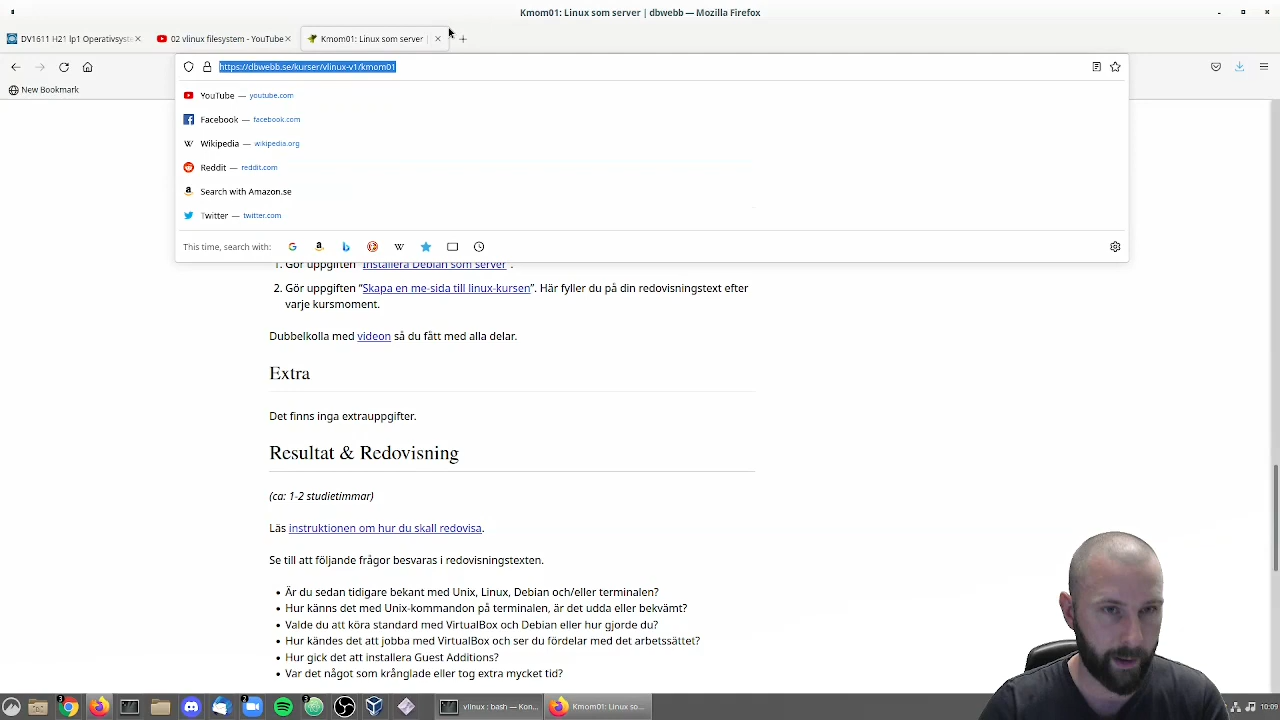 Kmom01: Linux som server | dbwebb — Mozilla Firefox
DV1611 H21 lp1 Operativsyste
02 vlinux filesystem - YouTube
Kmom01: Linux som server |
https://dbwebb.se/kurser/vlinux-v1/kmom01
New Bookmark
YouTube — youtube.com
Facebook — facebook.com
Wikipedia — wikipedia.org
Reddit — reddit.com
Search with Amazon.se
Twitter — twitter.com
This time, search with:
1. Gör uppgiften “Installera Debian som server”.
2. Gör uppgiften “Skapa en me-sida till linux-kursen”. Här fyller du på din redovisningstext efter
varje kursmoment.
Dubbelkolla med videon så du fått med alla delar.
Extra
Det finns inga extrauppgifter.
Resultat & Redovisning
(ca: 1-2 studietimmar)
Läs instruktionen om hur du skall redovisa.
Se till att följande frågor besvaras i redovisningstexten.
• Är du sedan tidigare bekant med Unix, Linux, Debian och/eller terminalen?
• Hur känns det med Unix-kommandon på terminalen, är det udda eller bekvämt?
• Valde du att köra standard med VirtualBox och Debian eller hur gjorde du?
• Hur kändes det att jobba med VirtualBox och ser du fördelar med det arbetssättet?
• Hur gick det att installera Guest Additions?
• Var det något som krånglade eller tog extra mycket tid?
3
2
3
vlinux : bash — Kon...
Kmom01: Linux so...
10:09